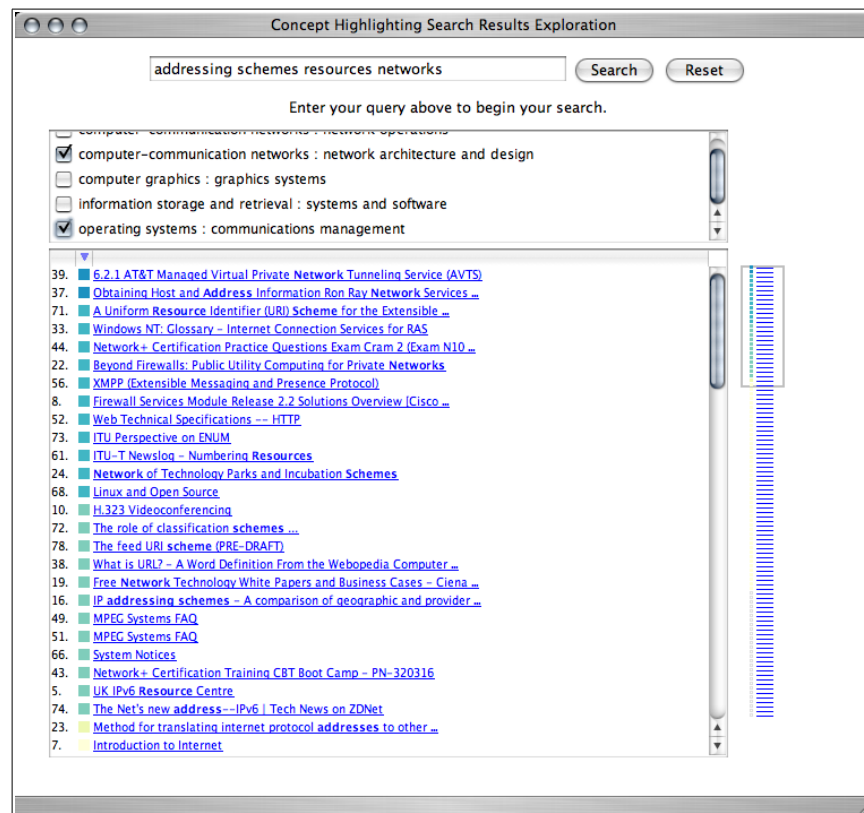 Concept Highlighting Search Results Exploration
addressing schemes resources networks Search Reset
Enter your query above to begin your search.
computer-communication networks : network operations
computer-communication networks : network architecture and design
computer graphics : graphics systems
information storage and retrieval : systems and software
operating systems : communications management
39. 6.2.1 AT&T Managed Virtual Private Network Tunneling Service (AVTS)
37. Obtaining Host and Address Information Ron Ray Network Services ...
71. A Uniform Resource Identifier (URI) Scheme for the Extensible ...
33. Windows NT: Glossary - Internet Connection Services for RAS
44. Network+ Certification Practice Questions Exam Cram 2 (Exam N10 ...
22. Beyond Firewalls: Public Utility Computing for Private Networks
56. XMPP (Extensible Messaging and Presence Protocol)
8. Firewall Services Module Release 2.2 Solutions Overview [Cisco ...
52. Web Technical Specifications -- HTTP
73. ITU Perspective on ENUM
61. ITU-T Newslog - Numbering Resources
24. Network of Technology Parks and Incubation Schemes
68. Linux and Open Source
10. H.323 Videoconferencing
72. The role of classification schemes ...
78. The feed URI scheme (PRE-DRAFT)
38. What is URL? - A Word Definition From the Webopedia Computer ...
19. Free Network Technology White Papers and Business Cases - Ciena ...
16. IP addressing schemes - A comparison of geographic and provider ...
49. MPEG Systems FAQ
51. MPEG Systems FAQ
66. System Notices
43. Network+ Certification Training CBT Boot Camp - PN-320316
5. UK IPv6 Resource Centre
74. The Net's new address--IPv6 | Tech News on ZDNet
23. Method for translating internet protocol addresses to other ...
7. Introduction to Internet